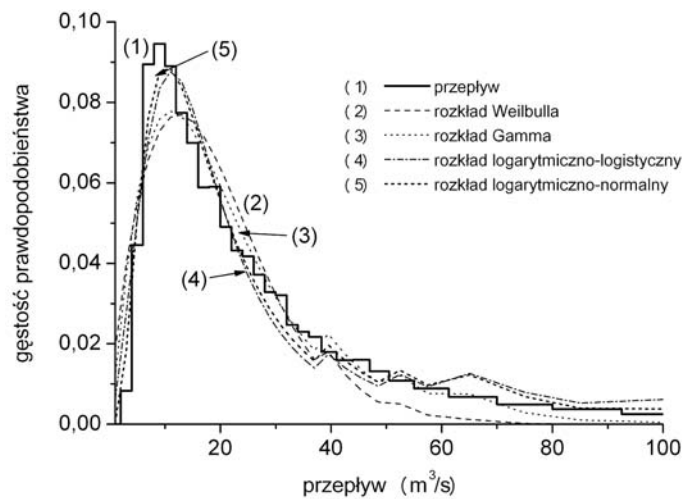 0,10
0,08
0,06
0,04
0,02
0,00
gęstość prawdopodobieństwa
(1)
(5)
(2)
(3)
(4)
(1) przepływ
(2) rozkład Weilbulla
(3) rozkład Gamma
(4) rozkład logarytmiczno-logistyczny
(5) rozkład logarytmiczno-normalny
20 40 60 80 100
przepływ (m³/s)